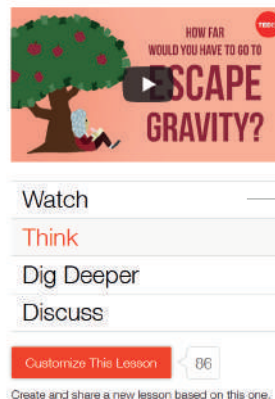 HOW FAR
WOULD YOU HAVE TO GO TO
ESCAPE
GRAVITY?
Watch
Think
Dig Deeper
Discuss
Customize This Lesson
86
Create and share a new lesson based on this one.